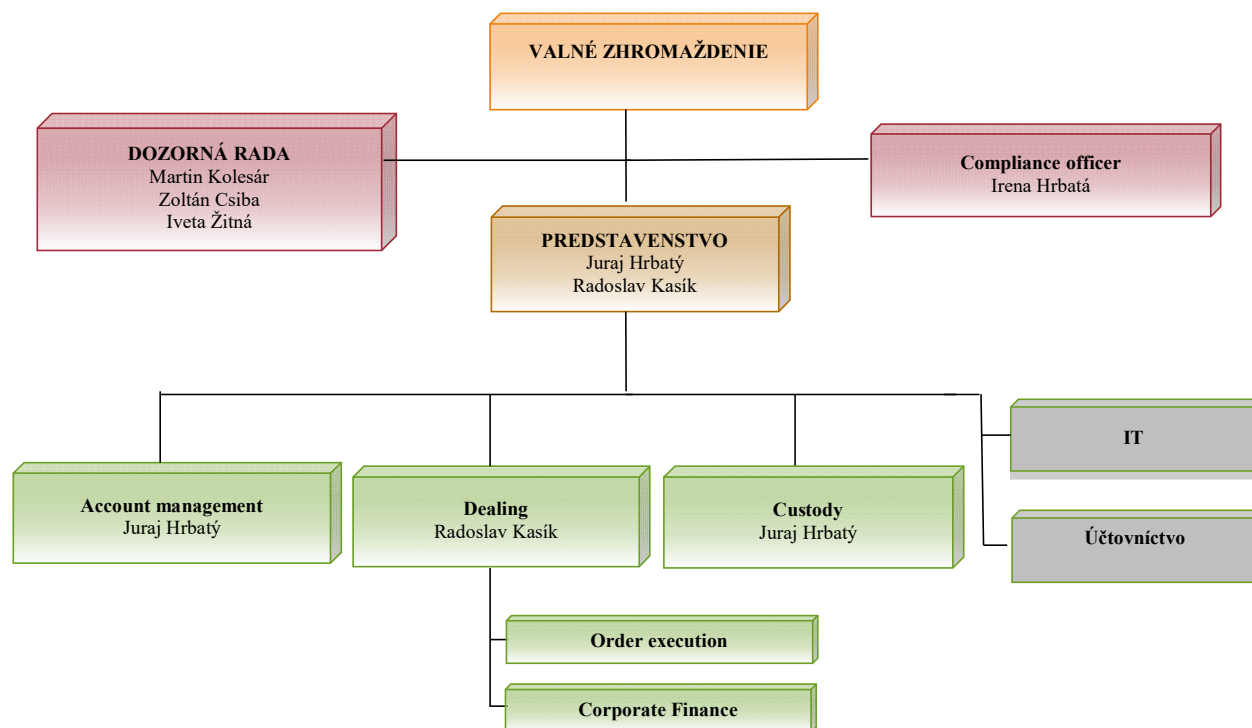 VALNÉ ZHROMAŽDENIE
DOZORNÁ RADA
Martin Kolesár
Zoltán Csiba
Iveta Žitná
Compliance officer
Irena Hrbatá
PREDSTAVENSTVO
Juraj Hrbatý
Radoslav Kasík
IT
Account management
Juraj Hrbatý
Dealing
Radoslav Kasík
Custody
Juraj Hrbatý
Účtovníctvo
Order execution
Corporate Finance